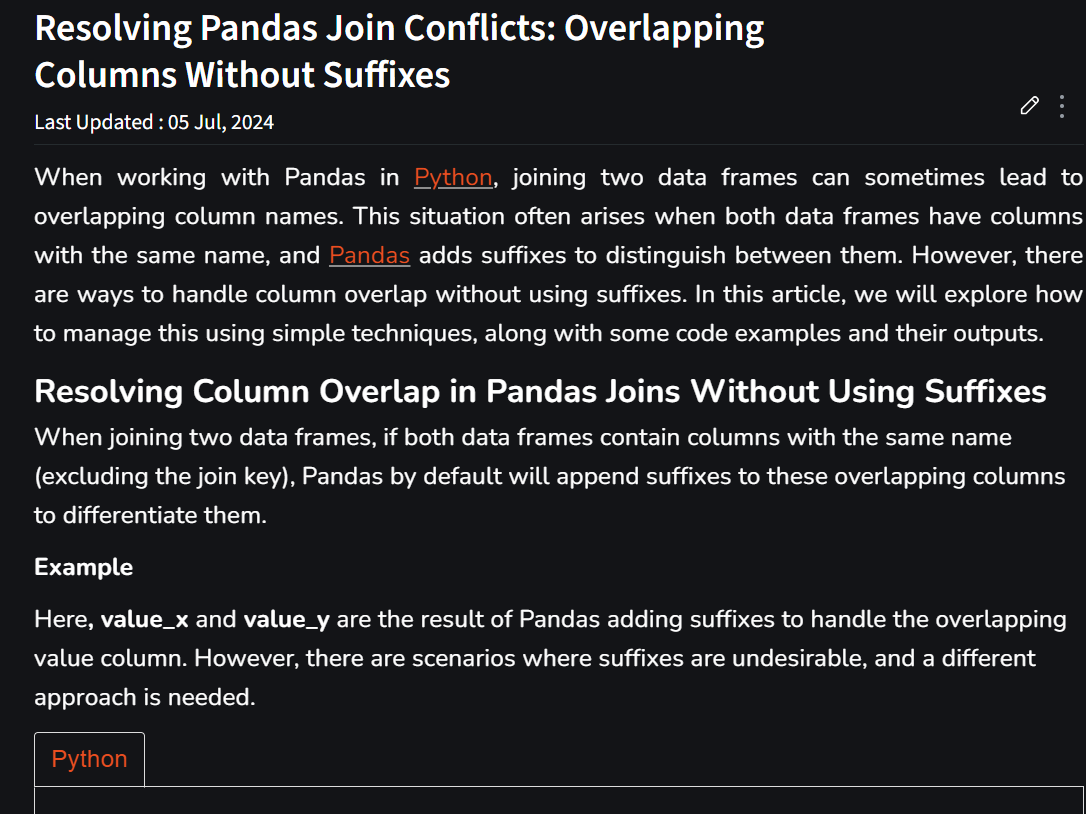 Resolving Pandas Join Conflicts: Overlapping
Columns Without Suffixes
Last Updated : 05 Jul, 2024
When working with Pandas in Python, joining two data frames can sometimes lead to
overlapping column names. This situation often arises when both data frames have columns
with the same name, and Pandas adds suffixes to distinguish between them. However, there
are ways to handle column overlap without using suffixes. In this article, we will explore how
to manage this using simple techniques, along with some code examples and their outputs.
Resolving Column Overlap in Pandas Joins Without Using Suffixes
When joining two data frames, if both data frames contain columns with the same name
(excluding the join key), Pandas by default will append suffixes to these overlapping columns
to differentiate them.
Example
Here, value_x and value_y are the result of Pandas adding suffixes to handle the overlapping
value column. However, there are scenarios where suffixes are undesirable, and a different
approach is needed.
Python